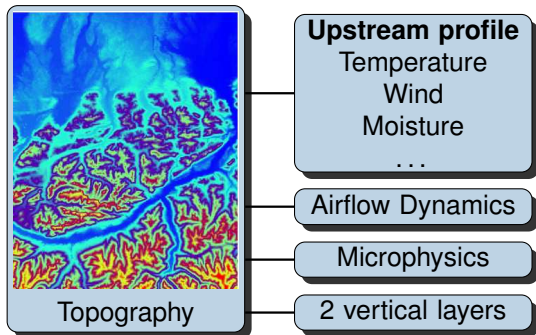 Upstream profile
Temperature
Wind
Moisture
...
Airflow Dynamics
Microphysics
2 vertical layers
Topography